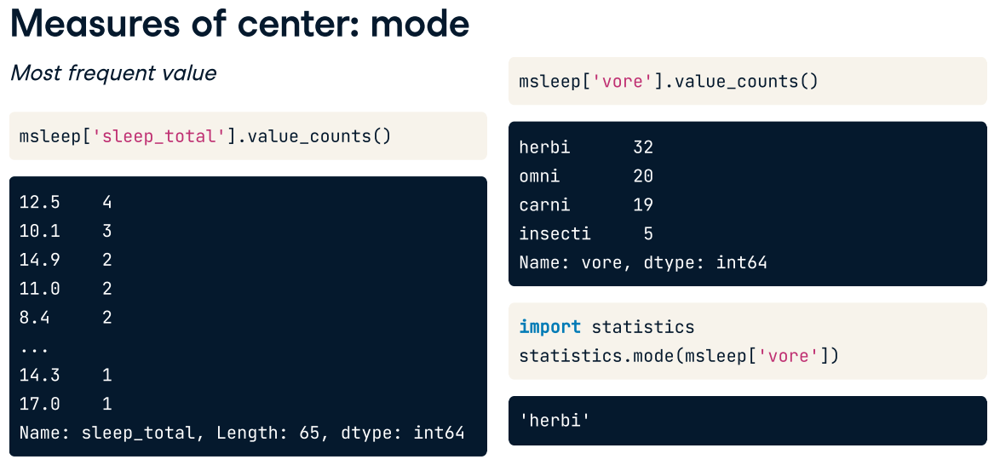 Measures of center: mode
Most frequent value
msleep['sleep_total'].value_counts()
12.5    4
10.1    3
14.9    2
11.0    2
8.4     2
...
14.3    1
17.0    1
Name: sleep_total, Length: 65, dtype: int64
msleep['vore'].value_counts()
herbi      32
omni       20
carni      19
insecti     5
Name: vore, dtype: int64
import statistics
statistics.mode(msleep['vore'])
'herbi'